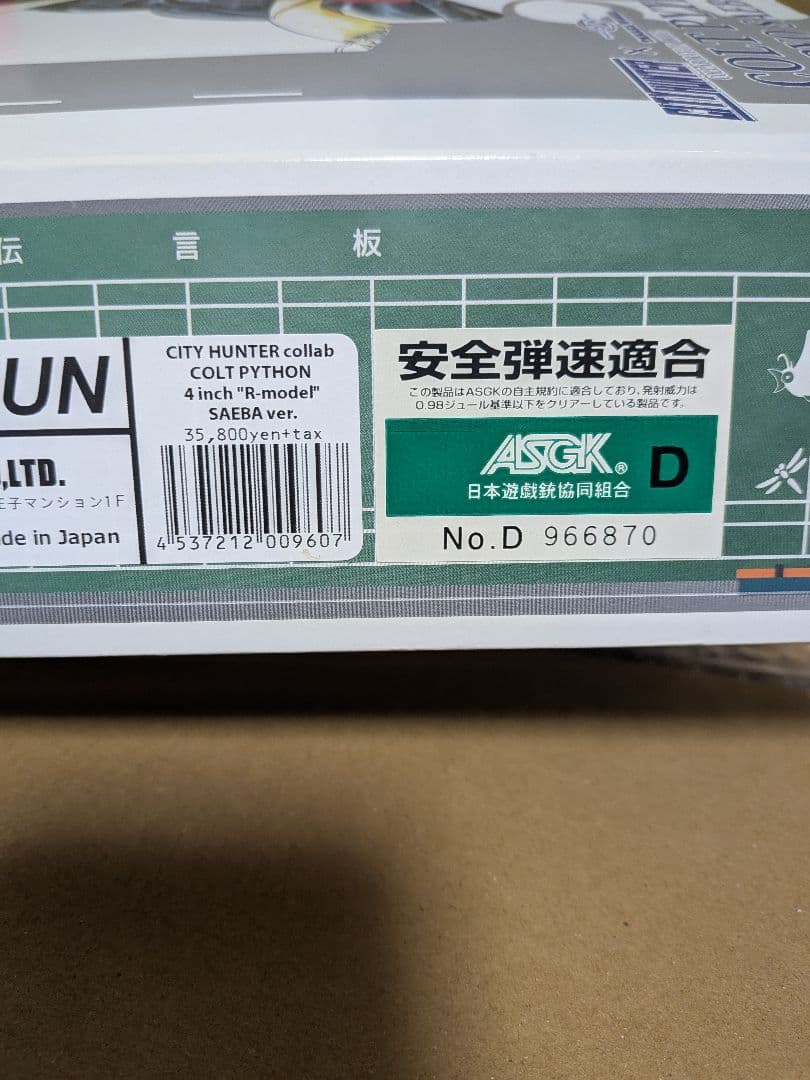 伝言板
UN
,LTD.
王子マンション1F
de in Japan
CITY HUNTER collab
COLT PYTHON
4 inch "R-model"
SAEBA ver.
35,800yen+tax
4 537212 009607
安全弾速適合
この製品はASGKの自主規約に適合しており、発射威力は
0.98ジュール基準以下をクリアーしている製品です。
ASGK® D
日本遊戯銃協同組合
No.D 966870